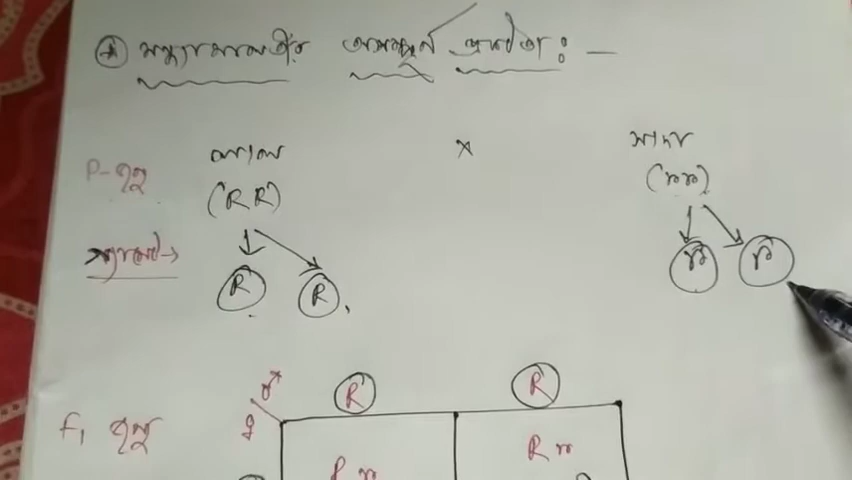 সন্ধ্যামালতীর অসম্পূর্ণ প্রকটতা : —
P-জনু লাল × সাদা
(RR) (rr)
গ্যামেট→ R R r r
♂ R R
F₁ জনু ♀
Rr Rr